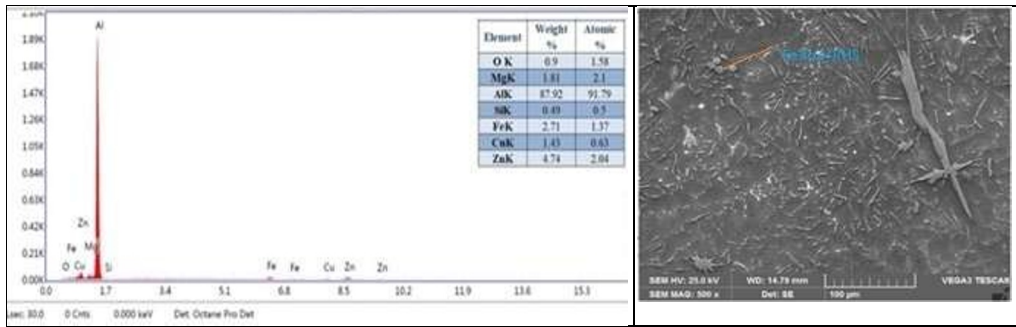 Al
1.89K
1.68K
1.47K
1.26K
1.05K
0.84K
0.63K
0.42K
0.21K
0.00K
Zn
Fe
Mg
O
Cu
Si
Fe
Fe
Cu
Zn
Zn
0.0
1.7
3.4
5.1
6.8
8.5
10.2
11.9
13.6
15.3
0 Cnts
0.000 keV
Det: Octane Pro Det
Element Weight % Atomic %
O K 0.9 1.58
MgK 1.81 2.1
AlK 87.92 91.79
SiK 0.49 0.5
FeK 2.71 1.37
CuK 1.43 0.63
ZnK 4.74 2.04
SEM HV: 25.0 kV
WD: 14.79 mm
VEGA3 TESCAN
SEM MAG: 500 x
Det: SE
100 µm